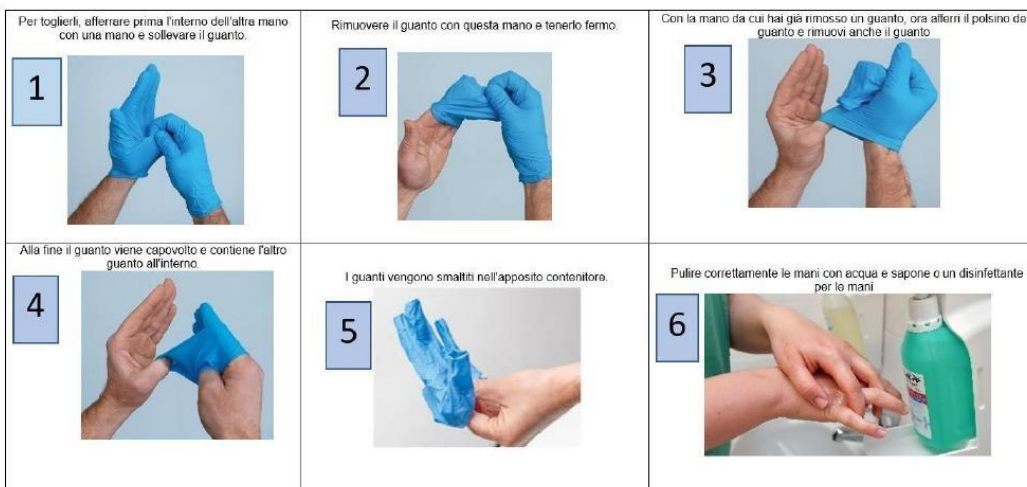 Per toglierli, afferrare prima l'interno dell'altra mano
con una mano e sollevare il guanto.
1
Rimuovere il guanto con questa mano e tenerlo fermo.
2
Con la mano da cui hai già rimosso un guanto, ora afferri il polsino de
guanto e rimuovi anche il guanto
3
Alla fine il guanto viene capovolto e contiene l'altro
guanto all'interno.
4
I guanti vengono smaltiti nell'apposito contenitore.
5
Pulire correttamente le mani con acqua e sapone o un disinfettante
per le mani
6